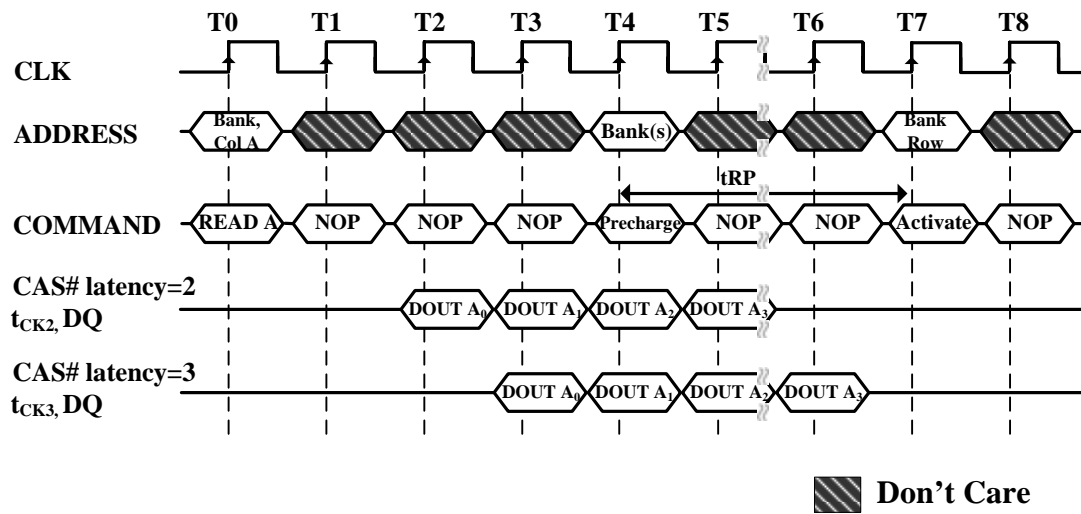 T0 T1 T2 T3 T4 T5 T6 T7 T8
CLK
ADDRESS
Bank, Col A
Bank(s)
Bank Row
tRP
COMMAND
READ A NOP NOP NOP Precharge NOP NOP Activate NOP
CAS# latency=2
tCK2, DQ
DOUT A0 DOUT A1 DOUT A2 DOUT A3
CAS# latency=3
tCK3, DQ
DOUT A0 DOUT A1 DOUT A2 DOUT A3
Don't Care